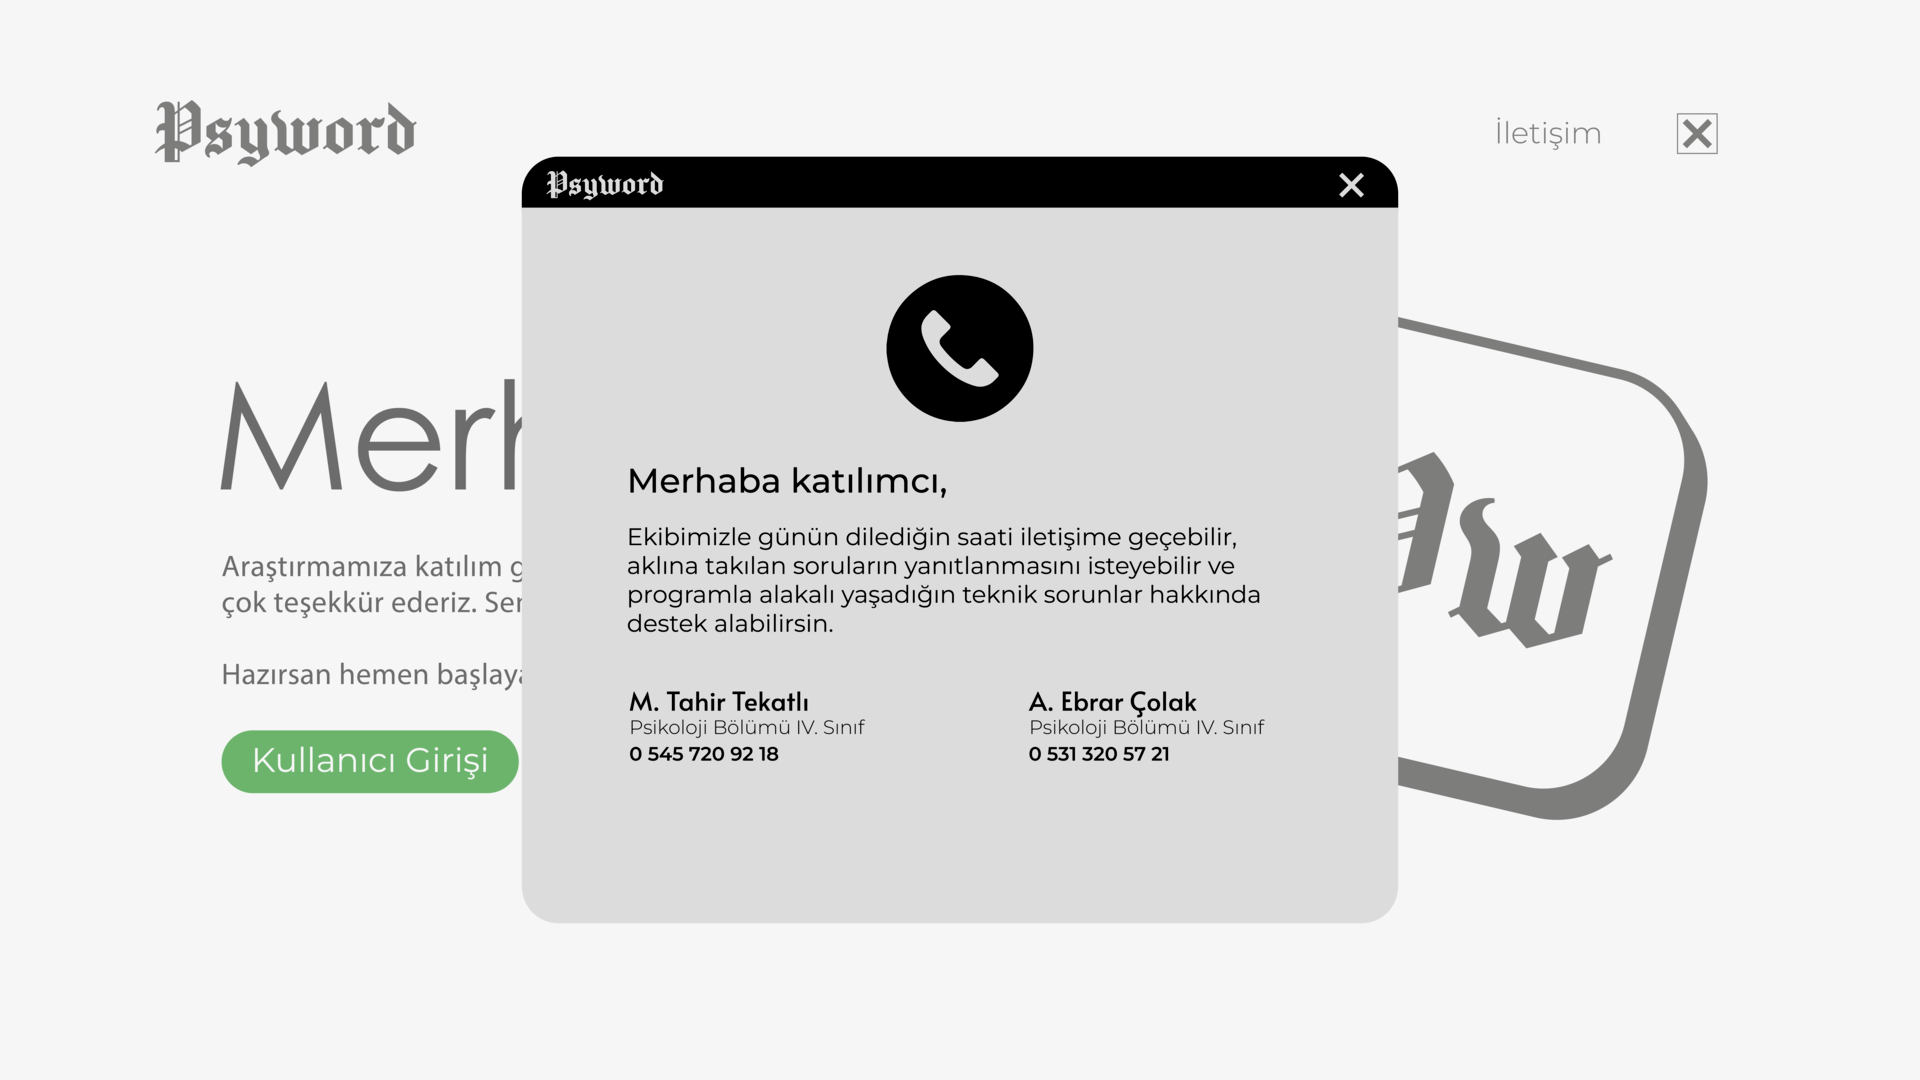 Psyword
İletişim
Psyword
Merhaba katılımcı,
Ekibimizle günün dilediğin saati iletişime geçebilir,
aklına takılan soruların yanıtlanmasını isteyebilir ve
programla alakalı yaşadığın teknik sorunlar hakkında
destek alabilirsin.
M. Tahir Tekatlı
Psikoloji Bölümü IV. Sınıf
0 545 720 92 18
A. Ebrar Çolak
Psikoloji Bölümü IV. Sınıf
0 531 320 57 21
Merh
Araştırmamıza katılım g
çok teşekkür ederiz. Ser
Hazırsan hemen başlaya
Kullanıcı Girişi
Pw